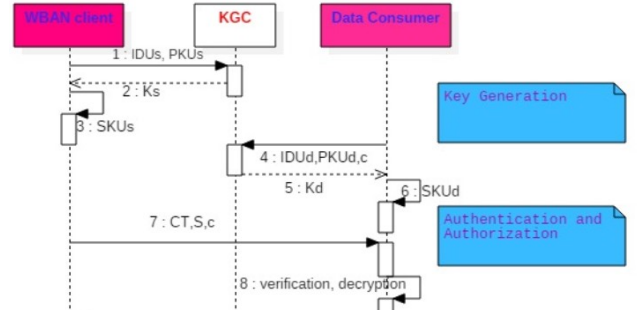 WBAN client
KGC
Data Consumer
1 : IDUs, PKUs
2 : Ks
3 : SKUs
Key Generation
4 : IDUd,PKUd,c
5 : Kd
6 : SKUd
7 : CT,S,c
Authentication and
Authorization
8 : verification, decryption